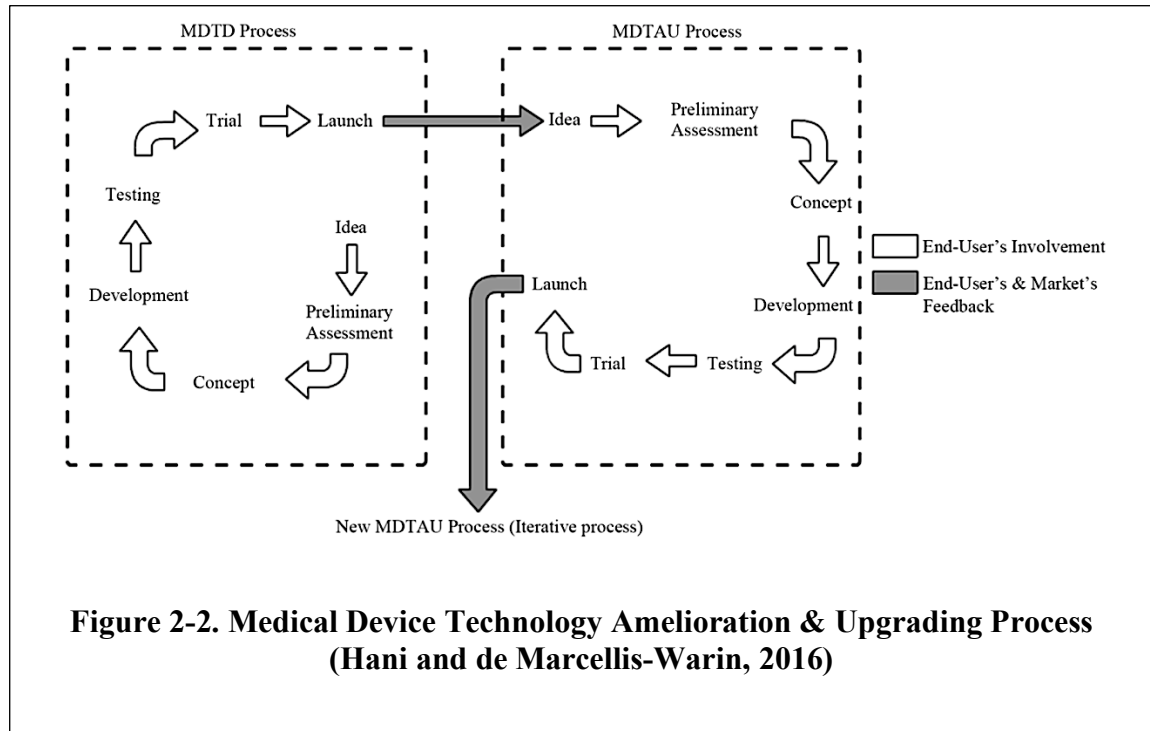 MDTD Process
Trial
Launch
Testing
Idea
Development
Preliminary
Assessment
Concept
MDTAU Process
Idea
Preliminary
Assessment
Concept
Launch
Development
Trial
Testing
End-User's Involvement
End-User's & Market's
Feedback
New MDTAU Process (Iterative process)
Figure 2-2. Medical Device Technology Amelioration & Upgrading Process
(Hani and de Marcellis-Warin, 2016)